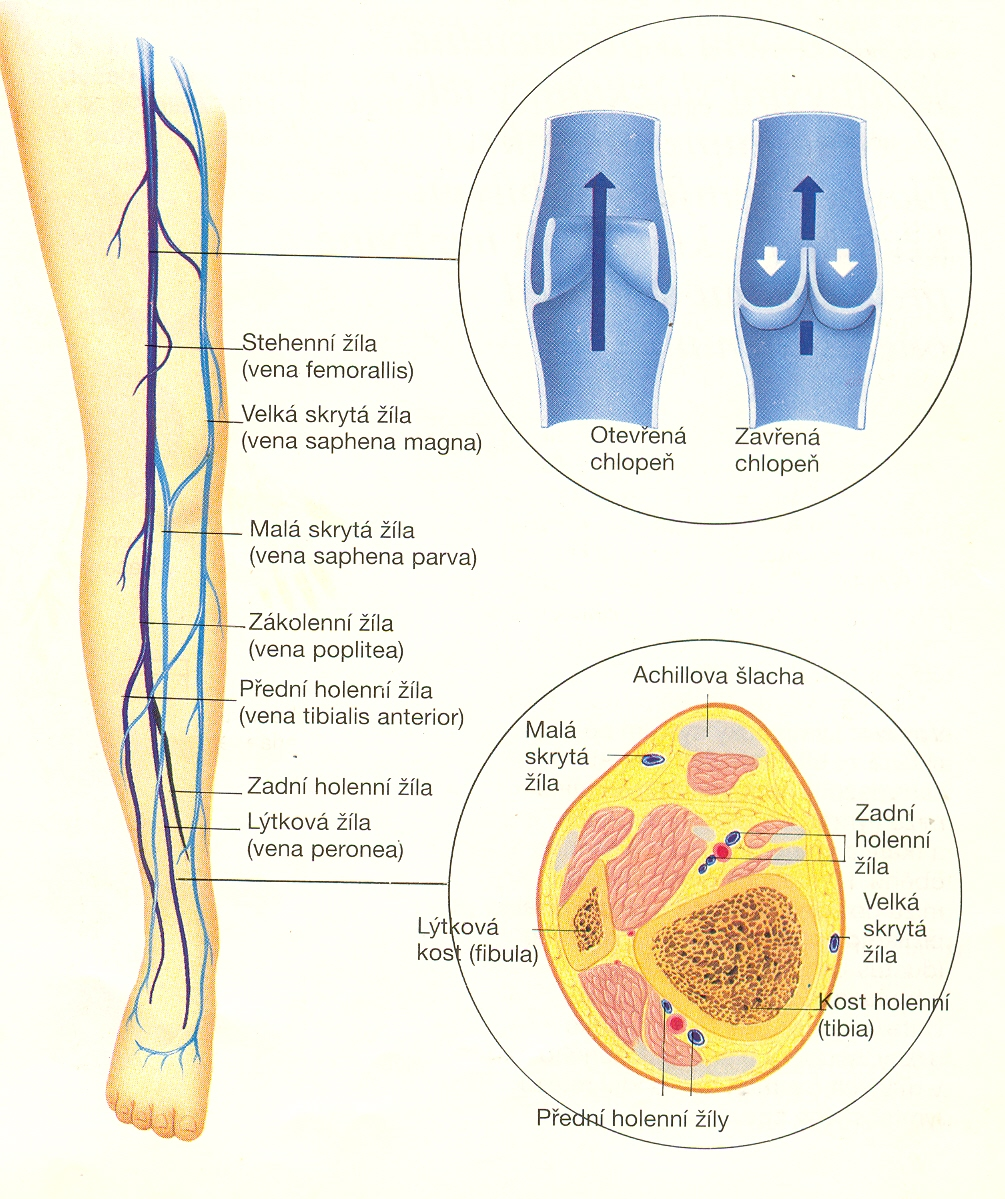 Stehenní žíla
(vena femorallis)
Velká skrytá žíla
(vena saphena magna)
Malá skrytá žíla
(vena saphena parva)
Zákolenní žíla
(vena poplitea)
Přední holenní žíla
(vena tibialis anterior)
Zadní holenní žíla
Lýtková žíla
(vena peronea)
Otevřená
chlopeň
Zavřená
chlopeň
Achillova šlacha
Malá
skrytá
žíla
Zadní
holenní
žíla
Velká
skrytá
žíla
Lýtková
kost (fibula)
Kost holenní
(tibia)
Přední holenní žíly